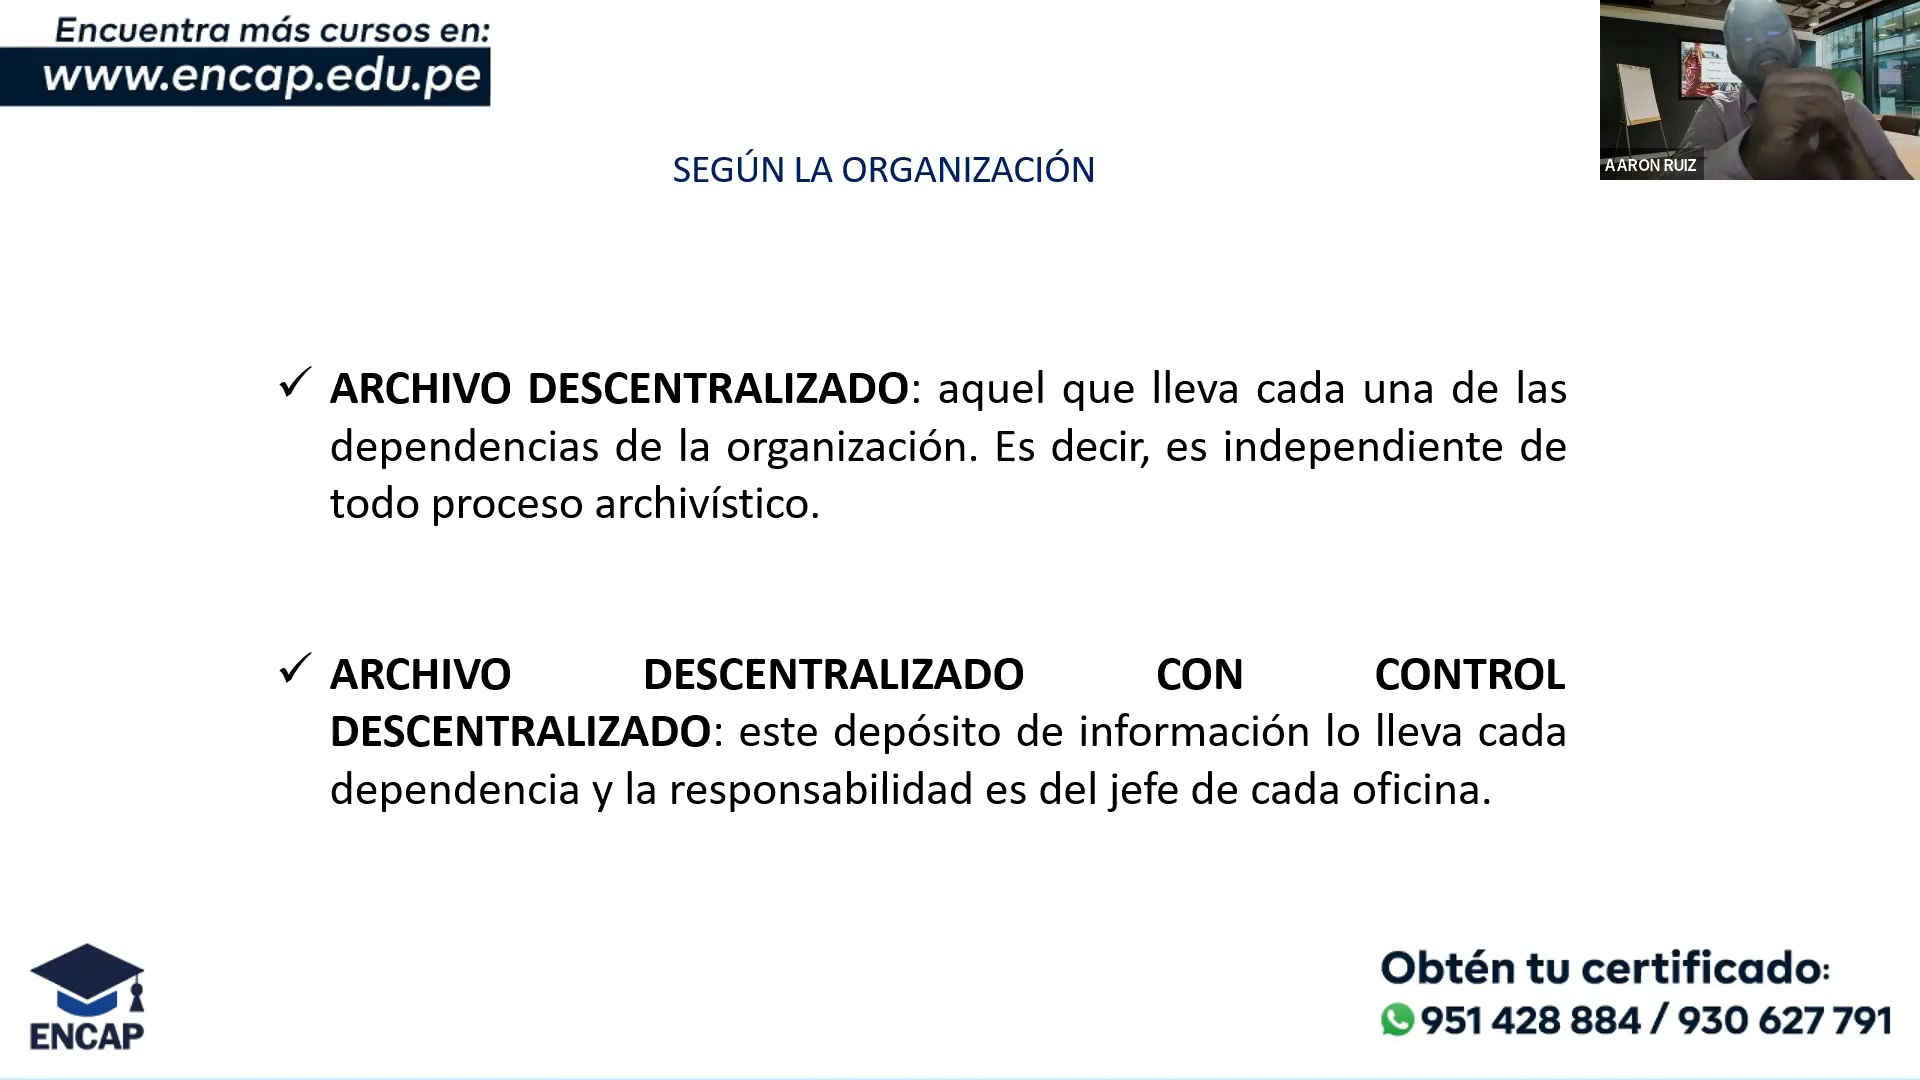 Encuentra más cursos en:
www.encap.edu.pe
AARON RUIZ
SEGÚN LA ORGANIZACIÓN
✓ ARCHIVO DESCENTRALIZADO: aquel que lleva cada una de las
dependencias de la organización. Es decir, es independiente de
todo proceso archivístico.
✓ ARCHIVO DESCENTRALIZADO CON CONTROL
DESCENTRALIZADO: este depósito de información lo lleva cada
dependencia y la responsabilidad es del jefe de cada oficina.
ENCAP
Obtén tu certificado:
951 428 884 / 930 627 791